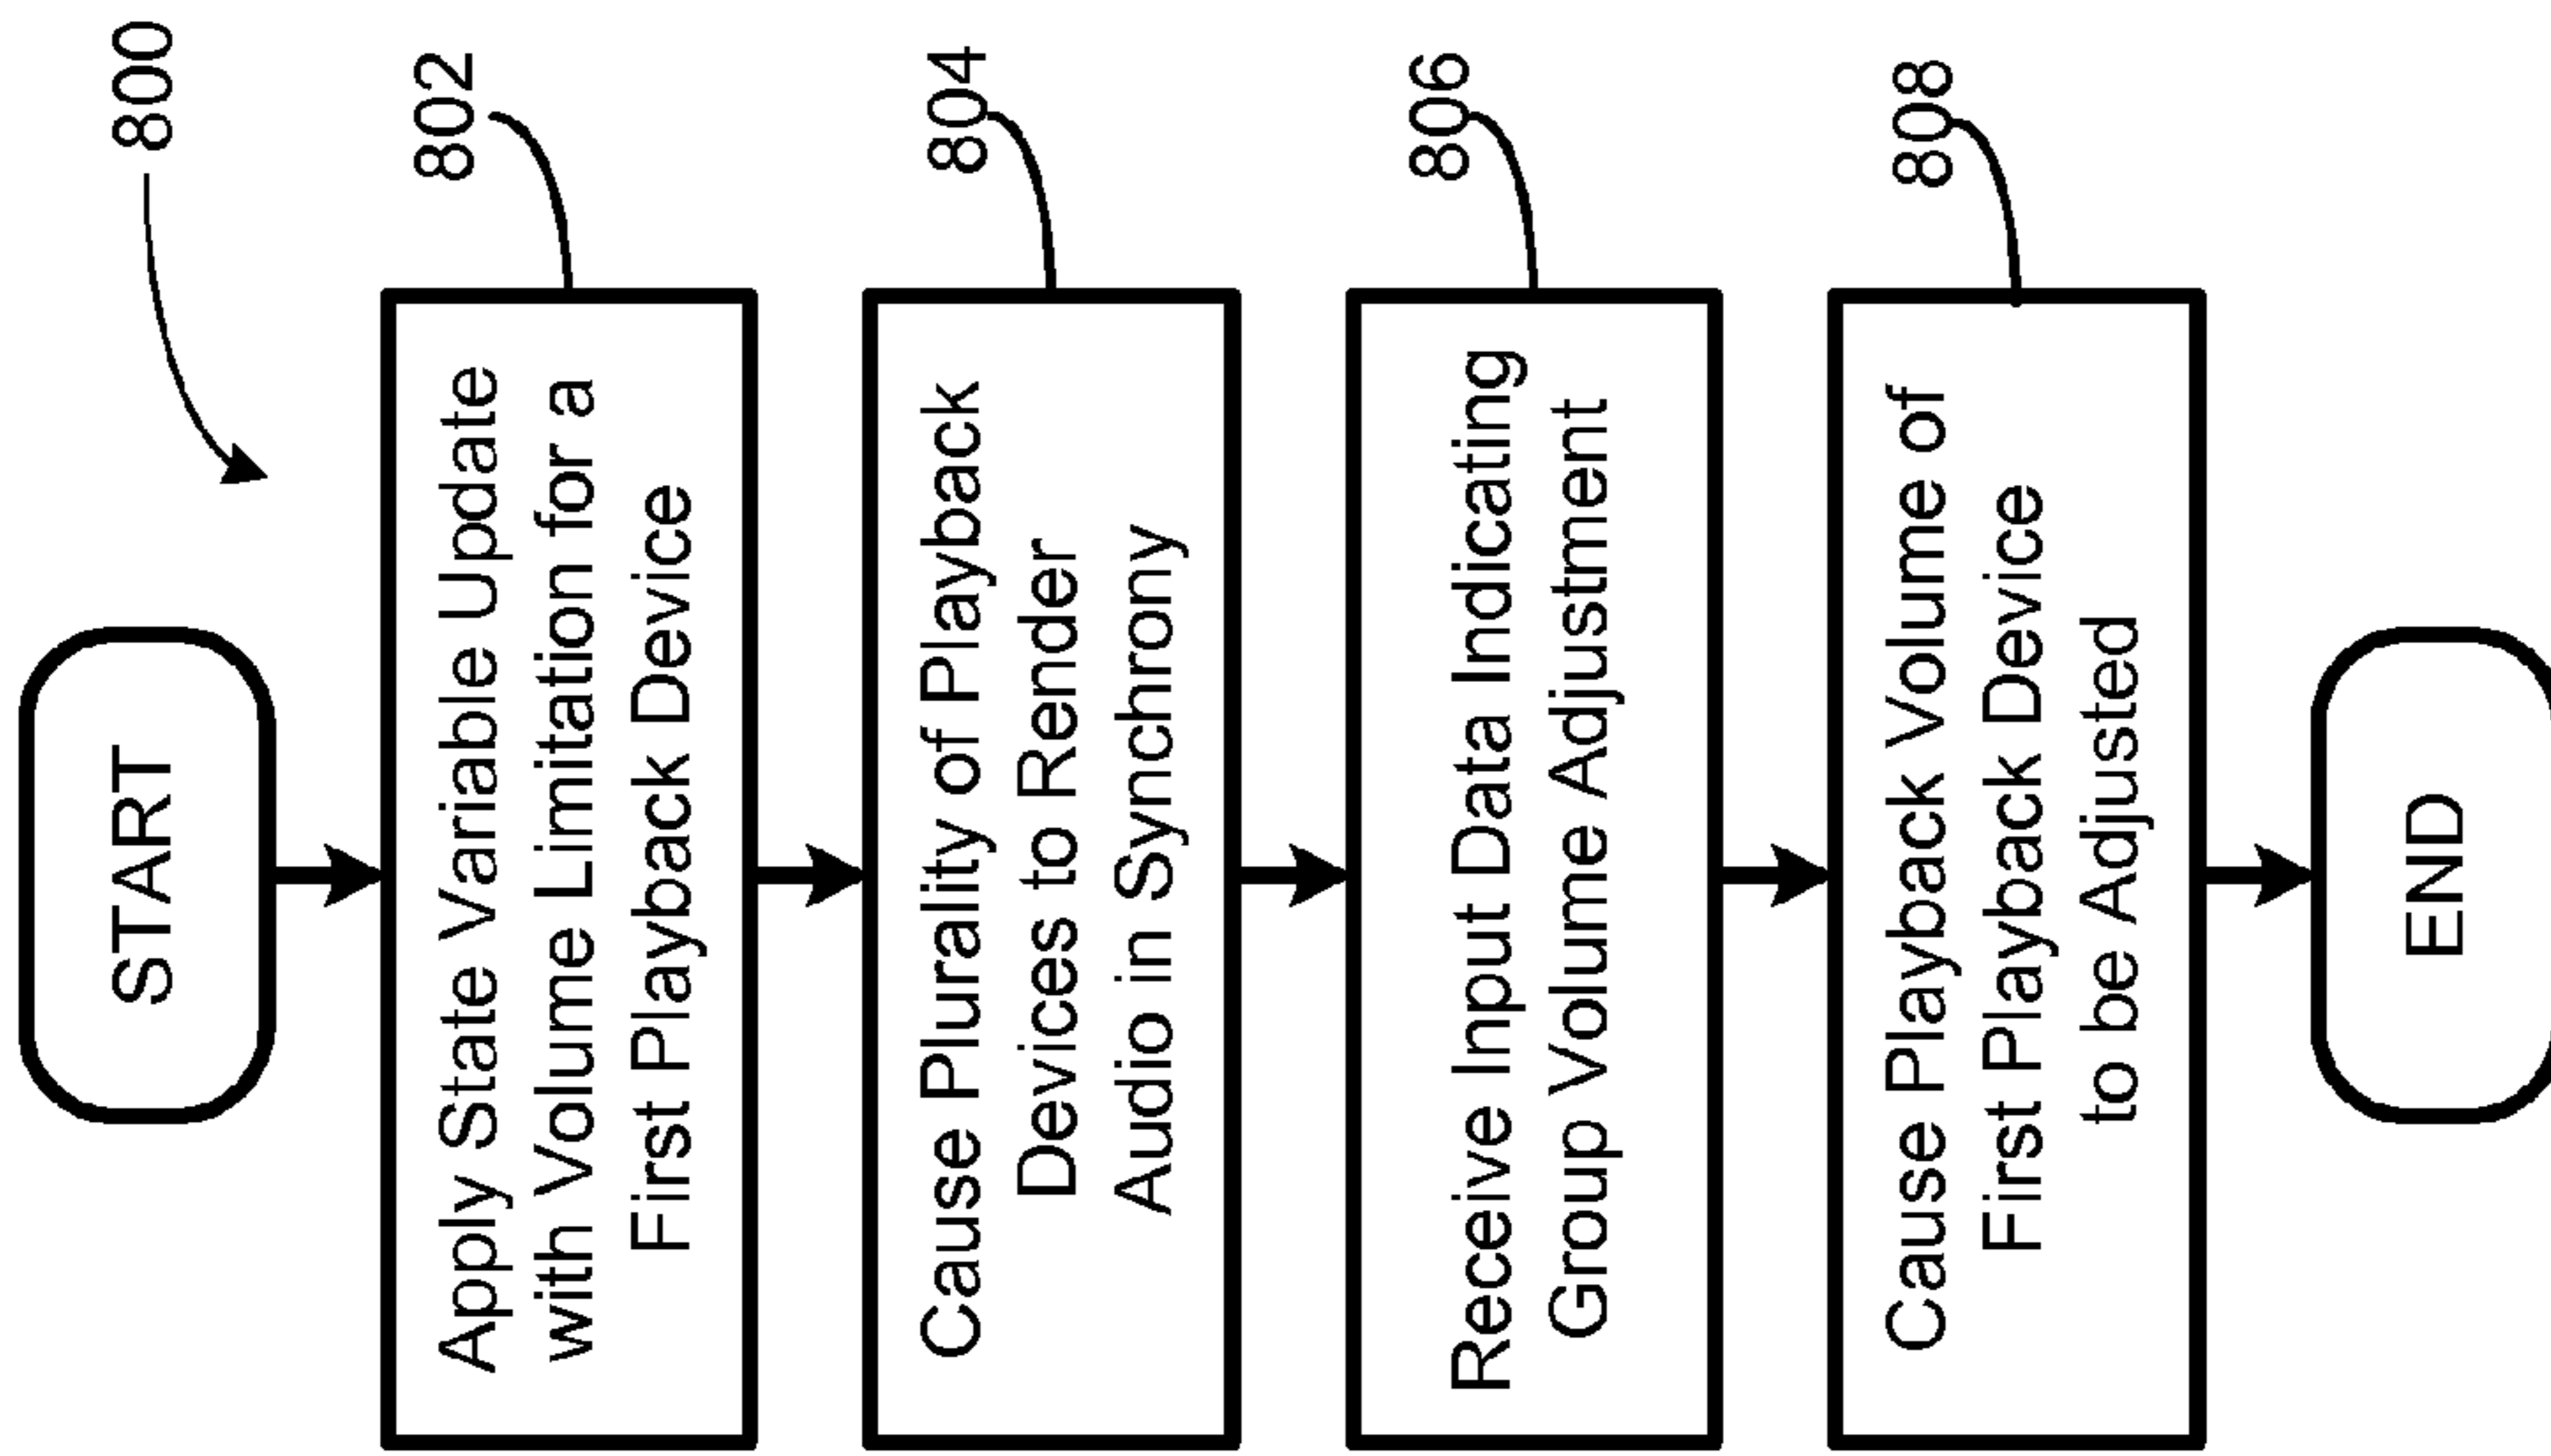 800
START
802
Apply State Variable Update
with Volume Limitation for a
First Playback Device
804
Cause Plurality of Playback
Devices to Render
Audio in Synchrony
806
Receive Input Data Indicating
Group Volume Adjustment
808
Cause Playback Volume of
First Playback Device
to be Adjusted
END